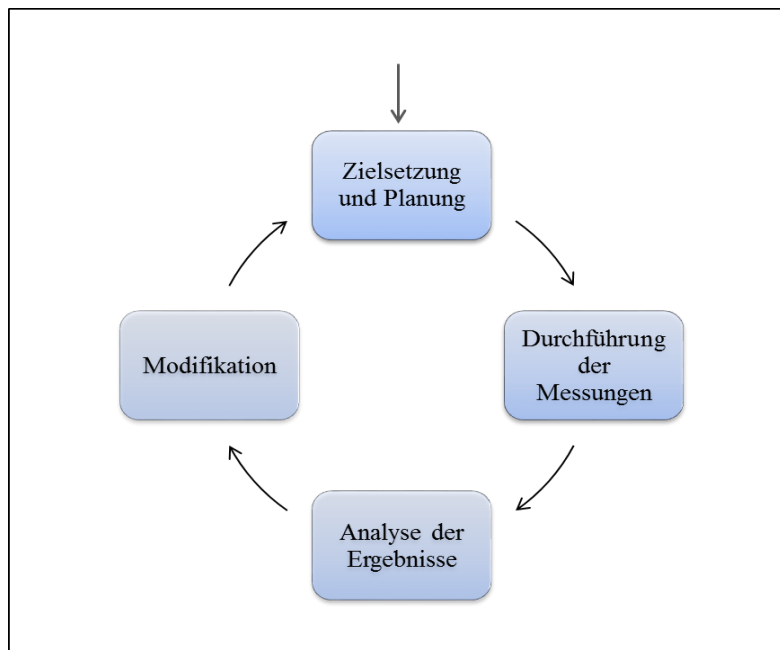 Zielsetzung
und Planung
Durchführung
der
Messungen
Analyse der
Ergebnisse
Modifikation